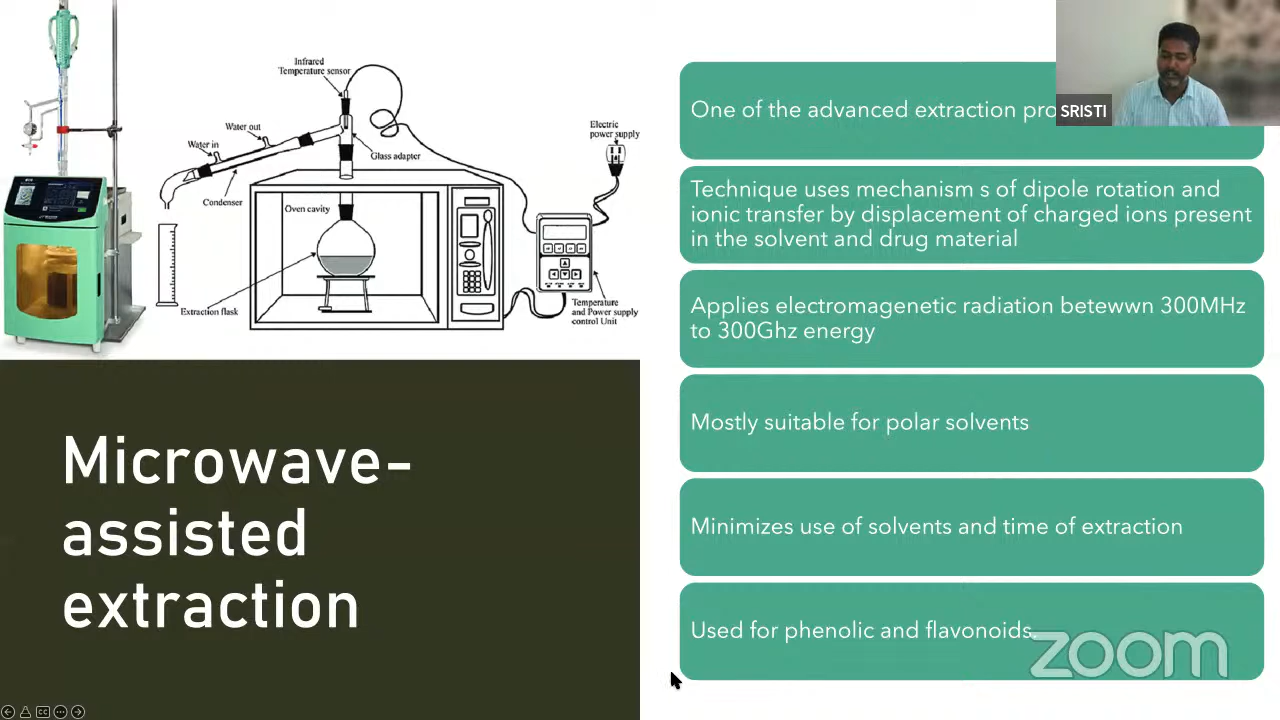 Infrared
Temperature sensor
Water out
Water in
Glass adapter
Condenser
Electric
power supply
Oven cavity
Extraction flask
Temperature
and Power supply
control Unit
Microwave-
assisted
extraction
One of the advanced extraction
SRISTI
Technique uses mechanism s of dipole rotation and
ionic transfer by displacement of charged ions present
in the solvent and drug material
Applies electromagenetic radiation betewwn 300MHz
to 300Ghz energy
Mostly suitable for polar solvents
Minimizes use of solvents and time of extraction
Used for phenolic and flavonoids.
zoom